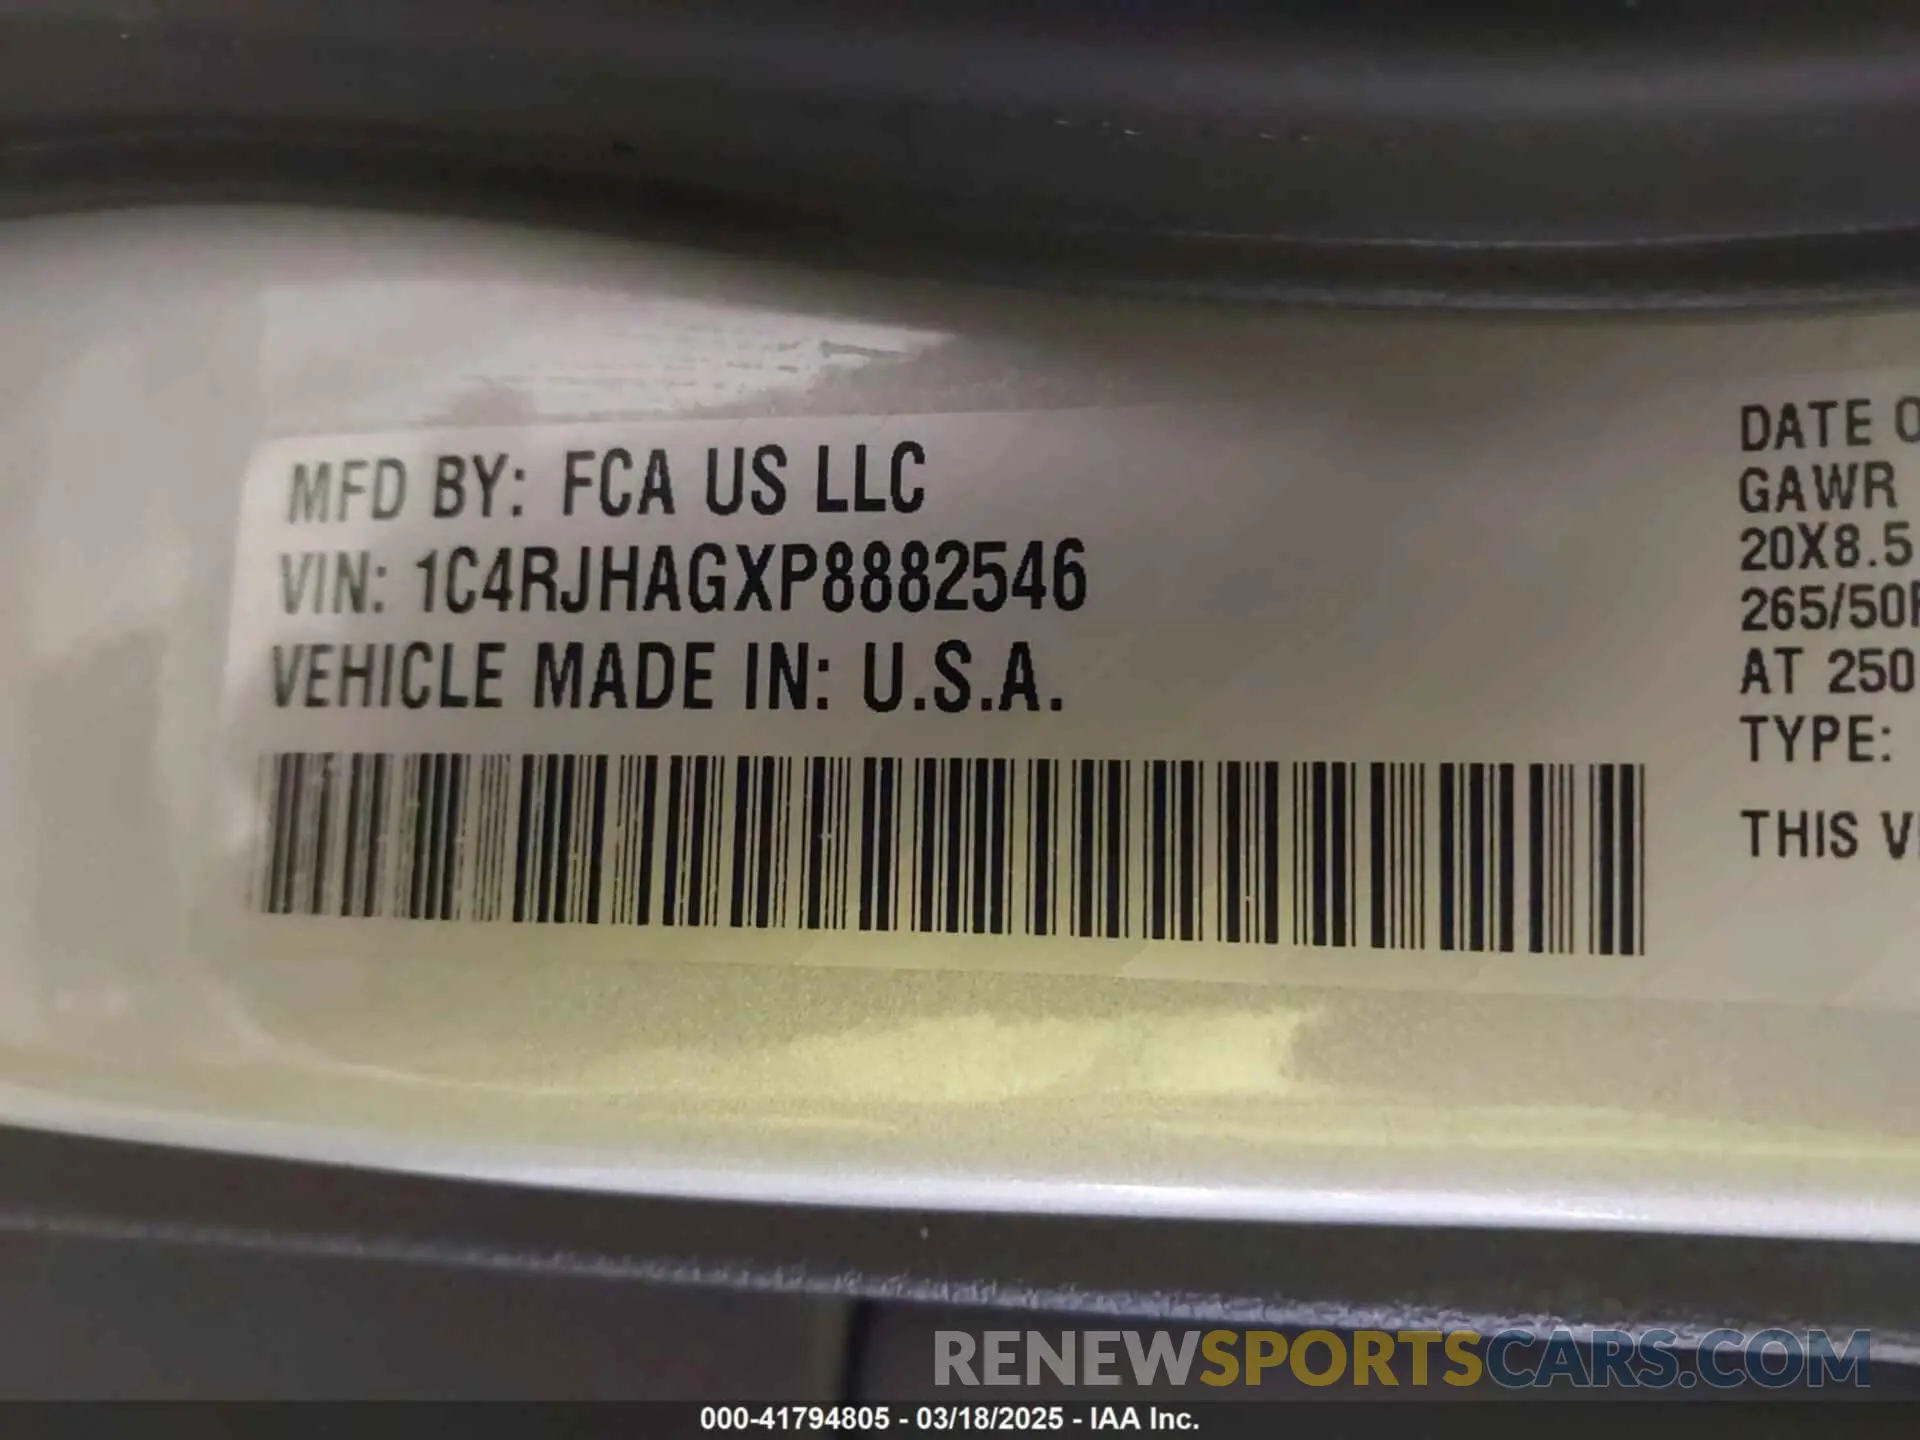 MFD BY: FCA US LLC
VIN: 1C4RJHAGXP8882546
VEHICLE MADE IN: U.S.A.
DATE O
GAWR
20X8.5
265/50R
AT 250
TYPE:
THIS V
RENEWSPORTSCARS.COM
000-41794805 - 03/18/2025 - IAA Inc.